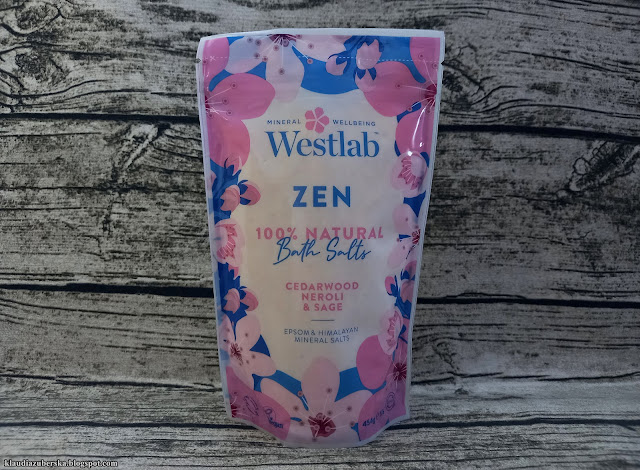 MINERAL WELLBEING
Westlab
ZEN
100% NATURAL
Bath Salts
CEDARWOOD
NEROLI
& SAGE
EPSOM & HIMALAYAN
MINERAL SALTS
klaudiazuberska.blogspot.com